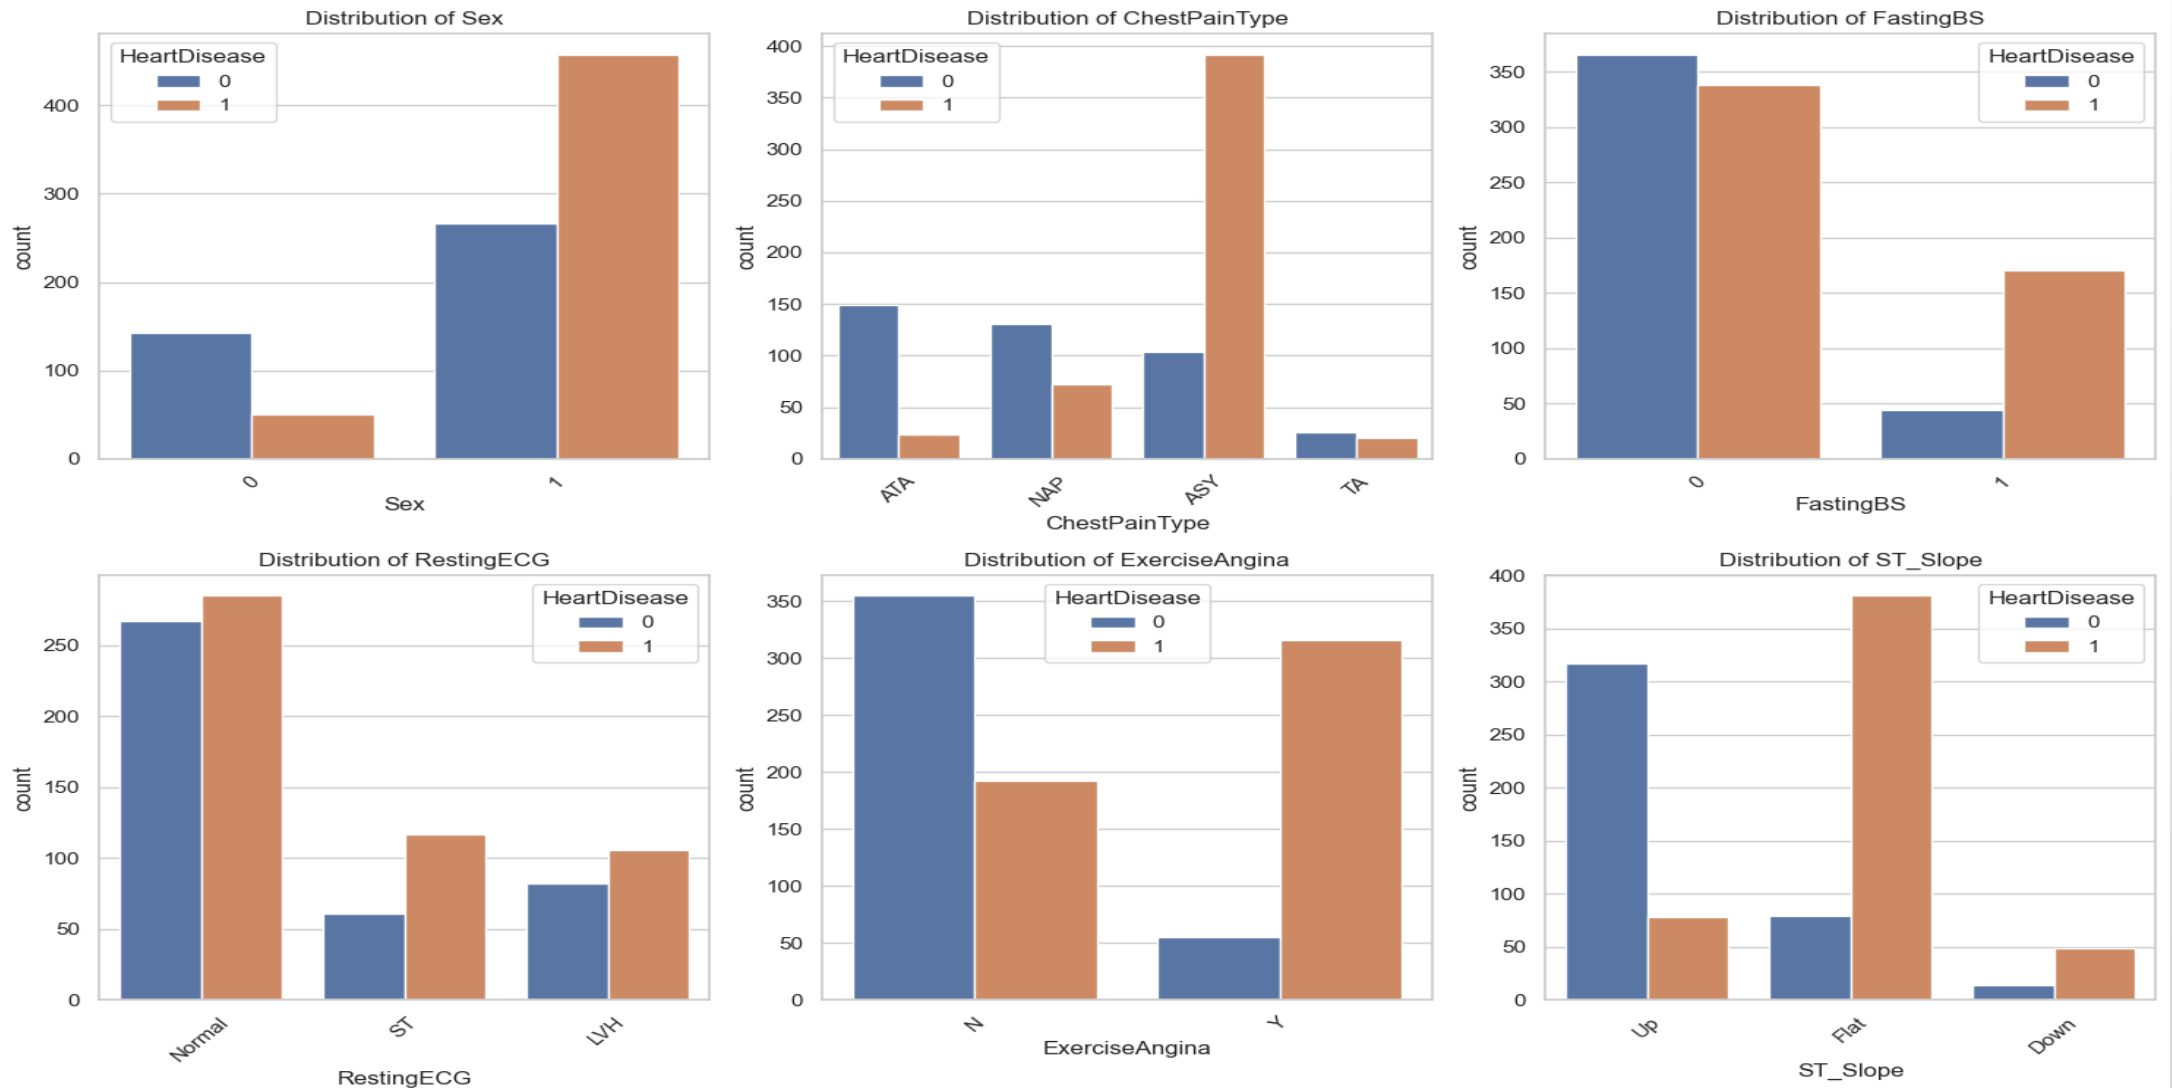 Distribution of Sex
HeartDisease
0
1
400
300
200
100
0
count
0
1
Sex
Distribution of ChestPainType
HeartDisease
0
1
400
350
300
250
200
150
100
50
0
count
ATA
NAP
ASY
TA
ChestPainType
Distribution of FastingBS
HeartDisease
0
1
350
300
250
200
150
100
50
0
count
0
1
FastingBS
Distribution of RestingECG
HeartDisease
0
1
250
200
150
100
50
0
count
Normal
ST
LVH
RestingECG
Distribution of ExerciseAngina
HeartDisease
0
1
350
300
250
200
150
100
50
0
count
N
Y
ExerciseAngina
Distribution of ST_Slope
HeartDisease
0
1
400
350
300
250
200
150
100
50
0
count
Up
Flat
Down
ST_Slope